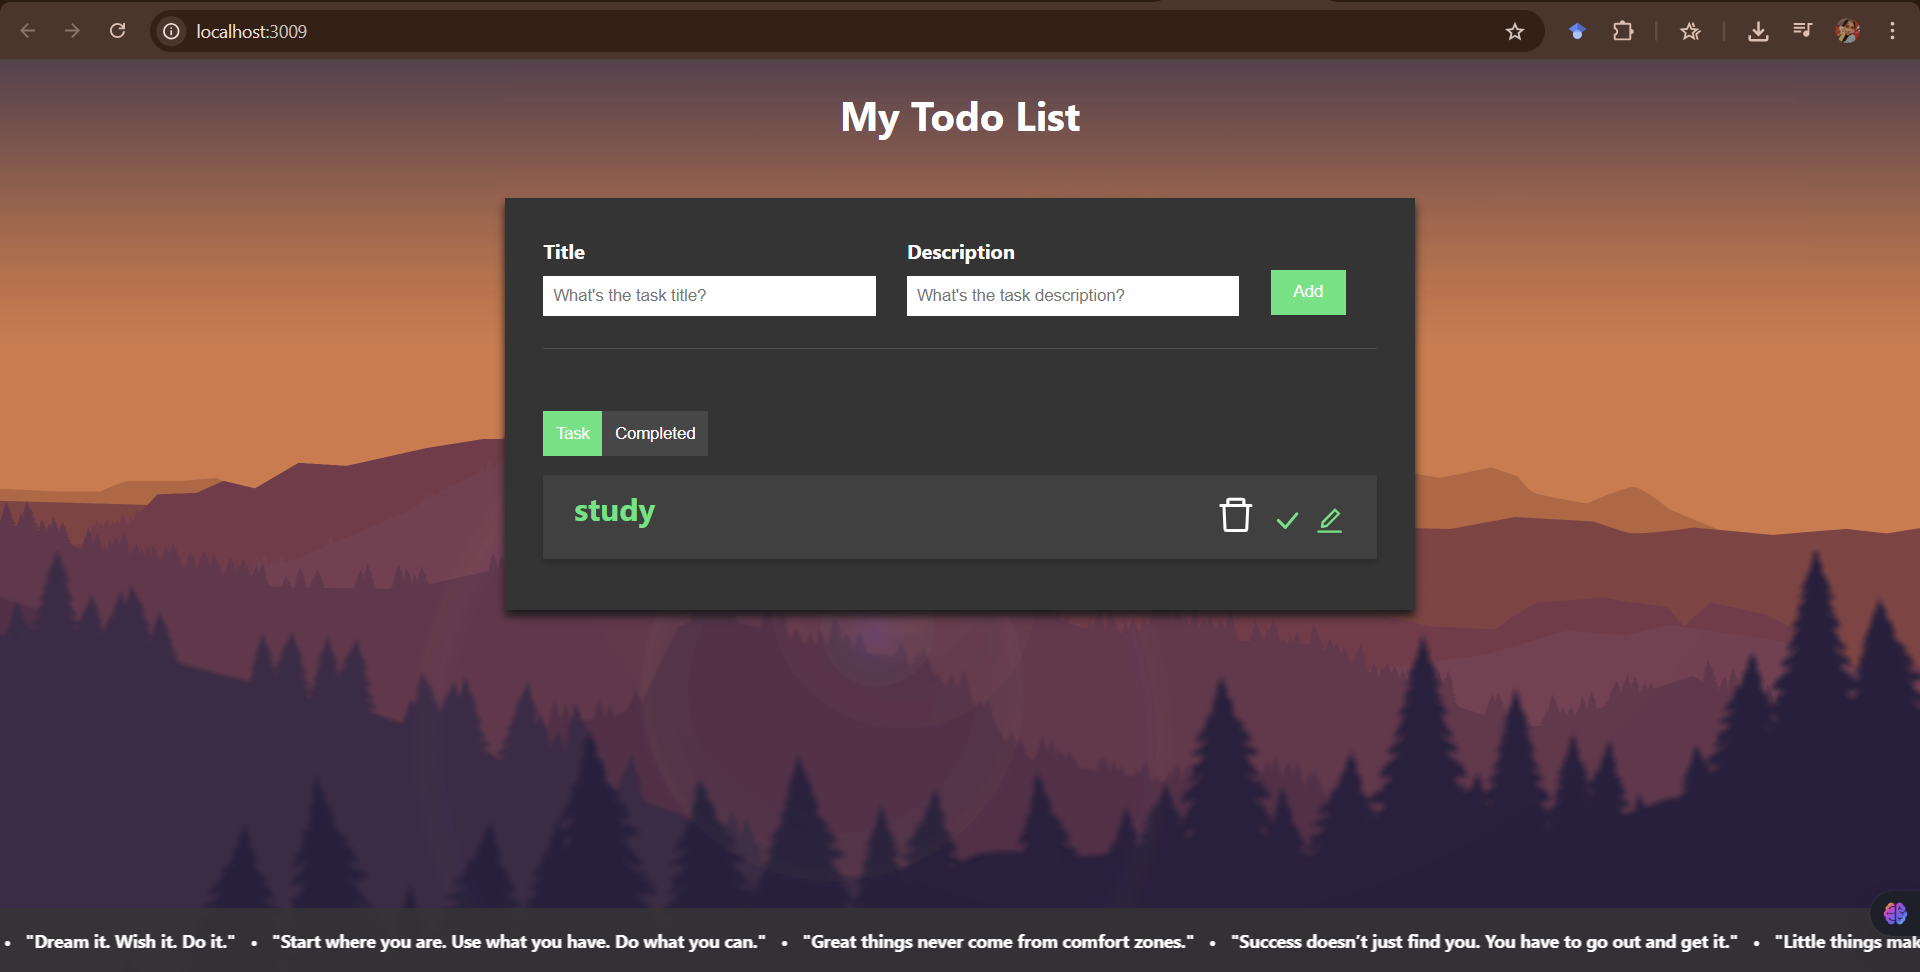 localhost:3009
My Todo List
Title
Description
What's the task title?
What's the task description?
Add
Task
Completed
study
• "Dream it. Wish it. Do it." • "Start where you are. Use what you have. Do what you can." • "Great things never come from comfort zones." • "Success doesn’t just find you. You have to go out and get it." • "Little things mak